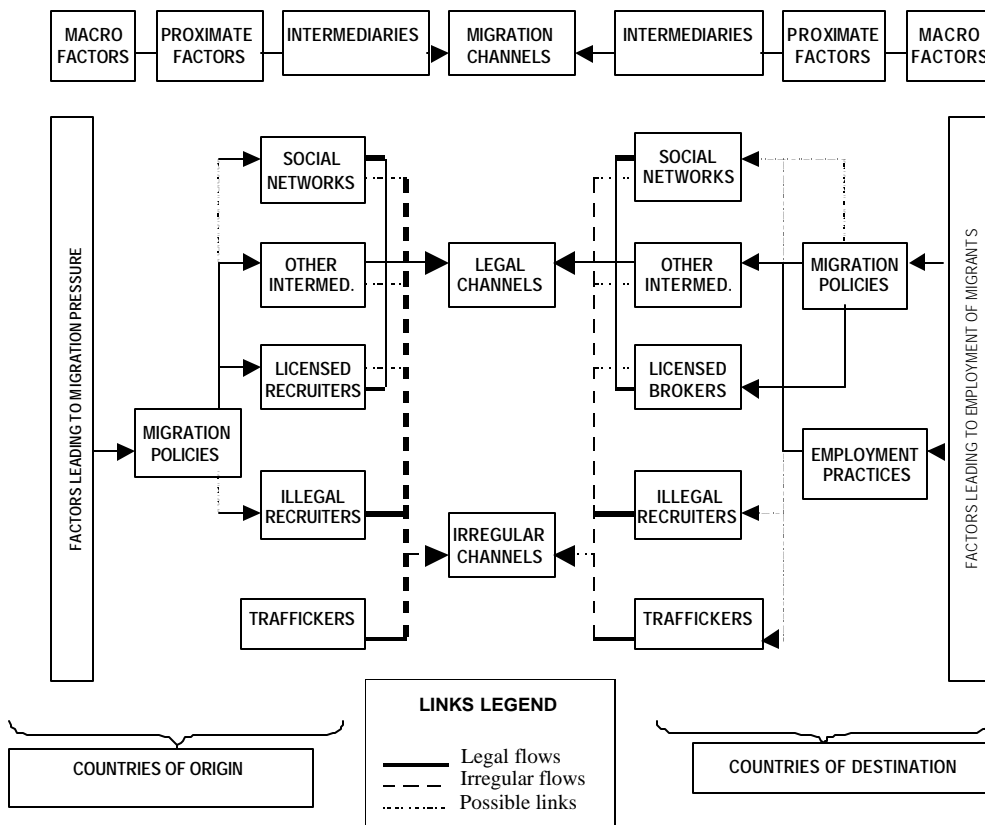 MACRO
FACTORS
PROXIMATE
FACTORS
INTERMEDIARIES
MIGRATION
CHANNELS
INTERMEDIARIES
PROXIMATE
FACTORS
MACRO
FACTORS
FACTORS LEADING TO MIGRATION PRESSURE
MIGRATION
POLICIES
SOCIAL
NETWORKS
OTHER
INTERMED.
LICENSED
RECRUITERS
ILLEGAL
RECRUITERS
TRAFFICKERS
LEGAL
CHANNELS
IRREGULAR
CHANNELS
SOCIAL
NETWORKS
OTHER
INTERMED.
LICENSED
BROKERS
ILLEGAL
RECRUITERS
TRAFFICKERS
MIGRATION
POLICIES
EMPLOYMENT
PRACTICES
FACTORS LEADING TO EMPLOYMENT OF MIGRANTS
COUNTRIES OF ORIGIN
LINKS LEGEND
Legal flows
Irregular flows
Possible links
COUNTRIES OF DESTINATION